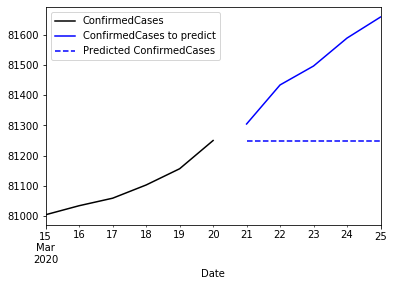 ConfirmedCases
ConfirmedCases to predict
Predicted ConfirmedCases
81600
81500
81400
81300
81200
81100
81000
15 16 17 18 19 20 21 22 23 24 25
Mar
2020
Date